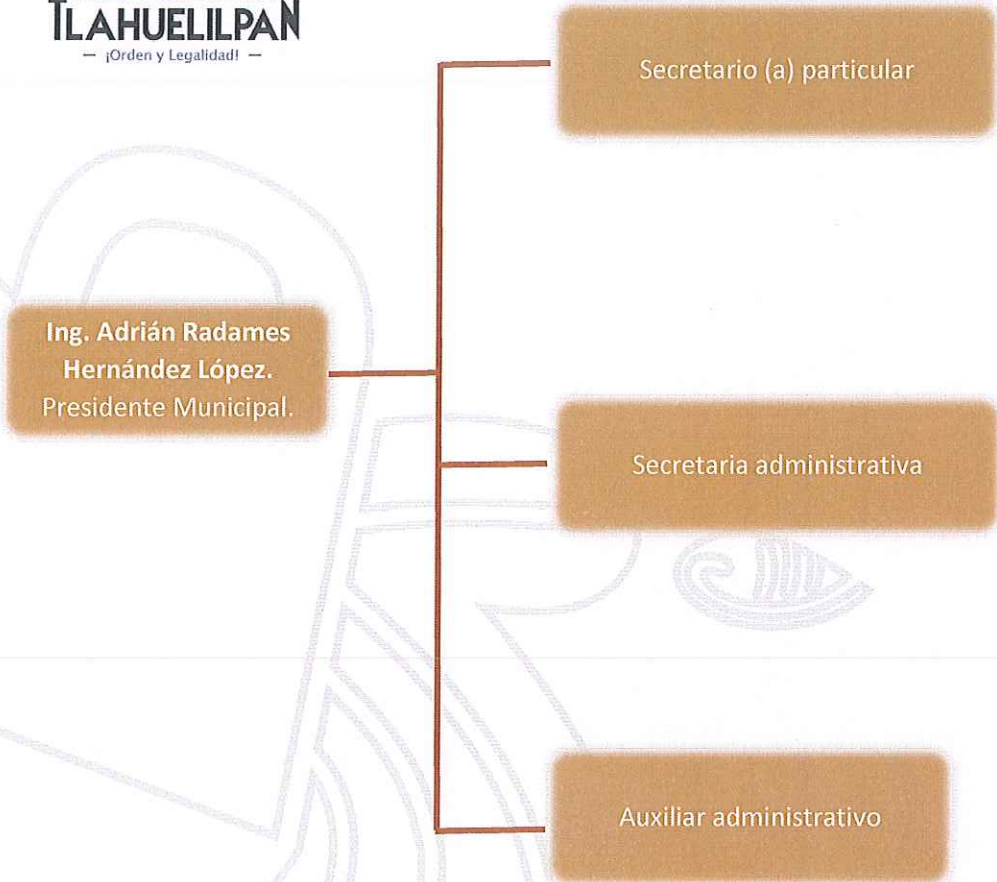 TLAHUELILPAN
— ¡Orden y Legalidad! —
Secretario (a) particular
Ing. Adrián Radames
Hernández López.
Presidente Municipal.
Secretaria administrativa
Auxiliar administrativo